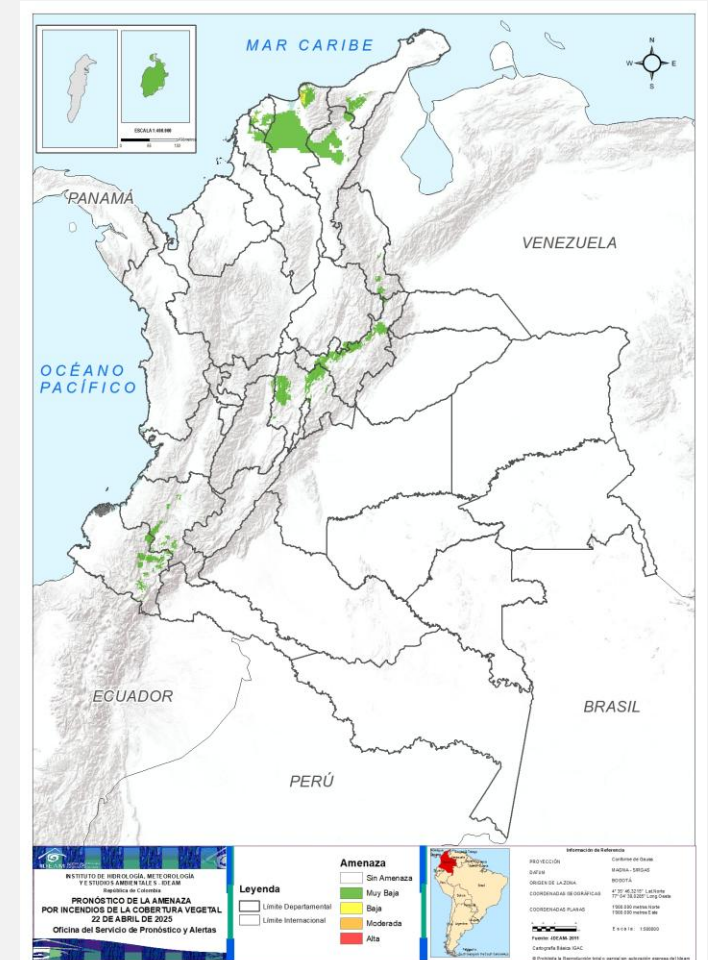 MAR CARIBE
N
W
E
S
ESCALA 1:400.000
PANAMÁ
VENEZUELA
OCÉANO
PACÍFICO
ECUADOR
BRASIL
PERÚ
IDEAM
INSTITUTO DE HIDROLOGÍA, METEOROLOGÍA
Y ESTUDIOS AMBIENTALES - IDEAM
República de Colombia
PRONÓSTICO DE LA AMENAZA
POR INCENDIOS DE LA COBERTURA VEGETAL
22 DE ABRIL DE 2025
Oficina del Servicio de Pronóstico y Alertas
Leyenda
Límite Departamental
Límite Internacional
Amenaza
Sin Amenaza
Muy Baja
Baja
Moderada
Alta
Información de Referencia
PROYECCIÓN Conforme de Gauss
DATUM MAGNA - SIRGAS
ORIGEN DE LA ZONA BOGOTÁ
COORDENADAS GEOGRÁFICAS
COORDENADAS PLANAS 1'000.000 metros Norte
1'000.000 metros Este
Fuente: IDEAM
Cartografía Básica IGAC